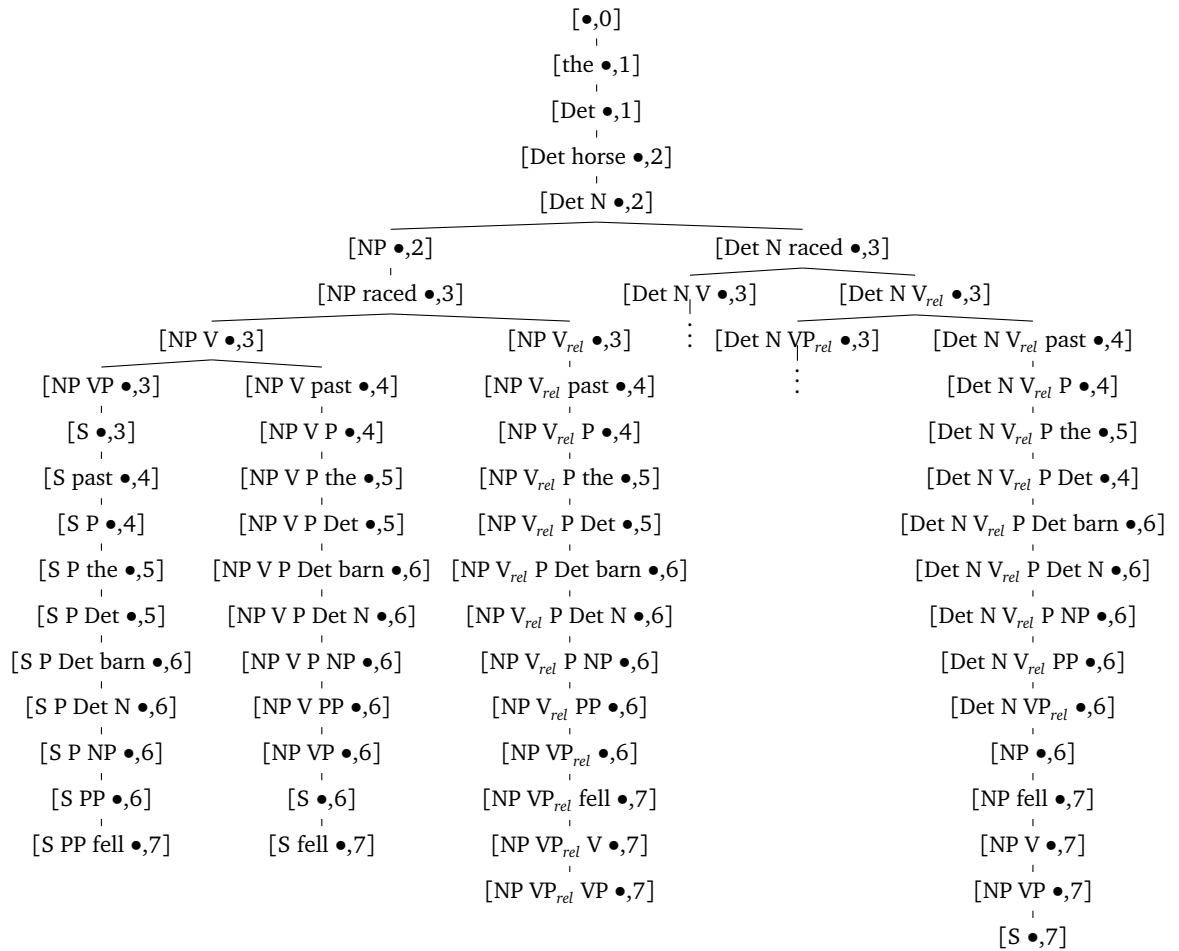 [●,0]
[the ●,1]
[Det ●,1]
[Det horse ●,2]
[Det N ●,2]
[NP ●,2] [Det N raced ●,3]
[NP raced ●,3] [Det N V ●,3] [Det N V_rel ●,3]
[NP V ●,3] [NP V_rel ●,3] ⋮ [Det N VP_rel ●,3] [Det N V_rel past ●,4]
[NP VP ●,3] [NP V past ●,4] [NP V_rel past ●,4] ⋮ [Det N V_rel P ●,4]
[S ●,3] [NP V P ●,4] [NP V_rel P ●,4] [Det N V_rel P the ●,5]
[S past ●,4] [NP V P the ●,5] [NP V_rel P the ●,5] [Det N V_rel P Det ●,4]
[S P ●,4] [NP V P Det ●,5] [NP V_rel P Det ●,5] [Det N V_rel P Det barn ●,6]
[S P the ●,5] [NP V P Det barn ●,6] [NP V_rel P Det barn ●,6] [Det N V_rel P Det N ●,6]
[S P Det ●,5] [NP V P Det N ●,6] [NP V_rel P Det N ●,6] [Det N V_rel P NP ●,6]
[S P Det barn ●,6] [NP V P NP ●,6] [NP V_rel P NP ●,6] [Det N V_rel PP ●,6]
[S P Det N ●,6] [NP V PP ●,6] [NP V_rel PP ●,6] [Det N VP_rel ●,6]
[S P NP ●,6] [NP VP ●,6] [NP VP_rel ●,6] [NP ●,6]
[S PP ●,6] [S ●,6] [NP VP_rel fell ●,7] [NP fell ●,7]
[S PP fell ●,7] [S fell ●,7] [NP VP_rel V ●,7] [NP V ●,7]
[NP VP_rel VP ●,7] [NP VP ●,7]
[S ●,7]